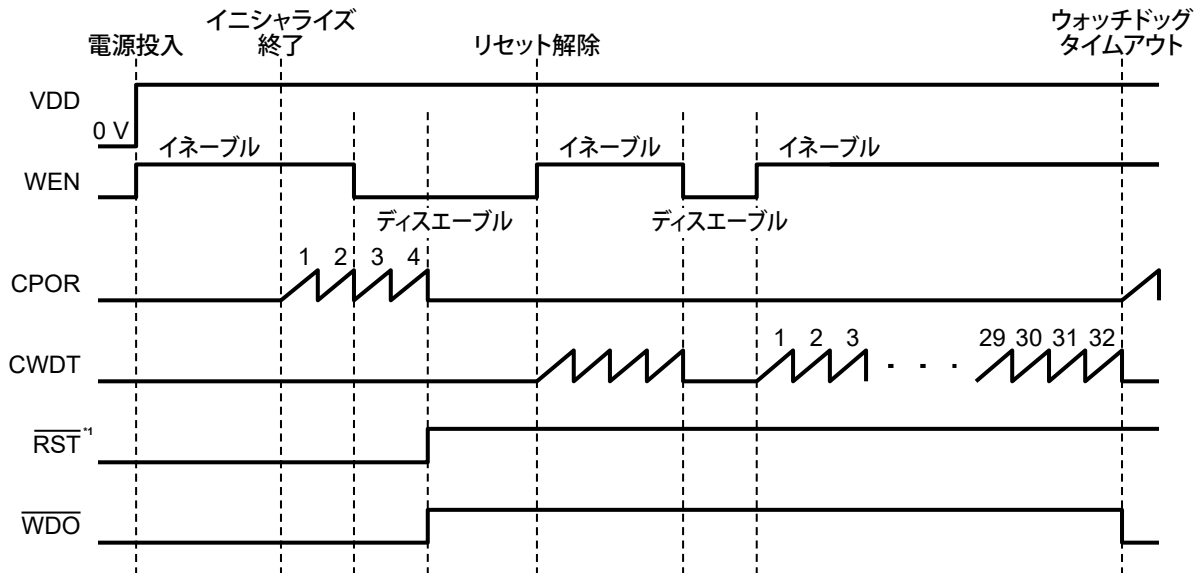 イニシャライズ
終了
電源投入
リセット解除
ウォッチドッグ
タイムアウト
VDD
0 V
WEN
イネーブル
イネーブル
イネーブル
ディスエーブル
ディスエーブル
CPOR
1 2 3 4
CWDT
1 2 3 · · · 29 30 31 32
RST *1
WDO